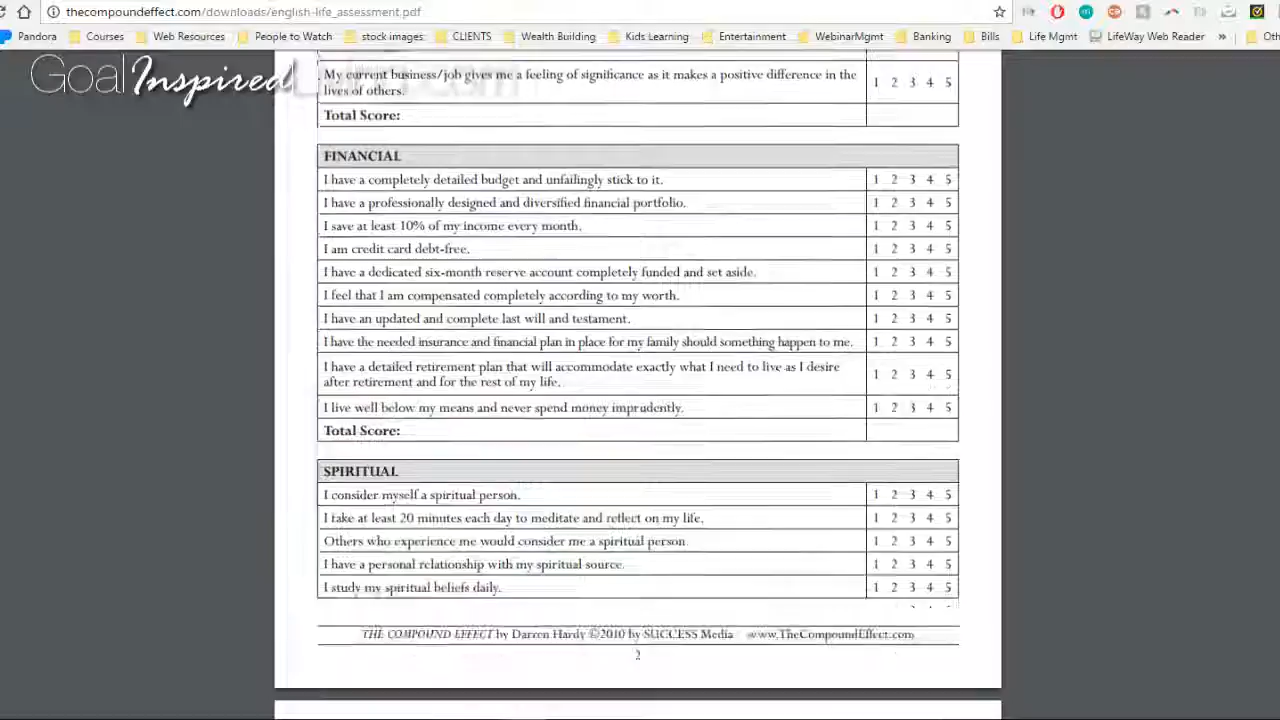 thecompoundeffect.com/downloads/english-life_assessment.pdf
Pandora Courses Web Resources People to Watch stock images CLIENTS Wealth Building Kids Learning Entertainment WebinarMgmt Banking Bills Life Mgmt LifeWay Web Reader »
GoalInspired
My current business/job gives me a feeling of significance as it makes a positive difference in the
lives of others. 1 2 3 4 5
Total Score:
FINANCIAL
I have a completely detailed budget and unfailingly stick to it. 1 2 3 4 5
I have a professionally designed and diversified financial portfolio. 1 2 3 4 5
I save at least 10% of my income every month. 1 2 3 4 5
I am credit card debt-free. 1 2 3 4 5
I have a dedicated six-month reserve account completely funded and set aside. 1 2 3 4 5
I feel that I am compensated completely according to my worth. 1 2 3 4 5
I have an updated and complete last will and testament. 1 2 3 4 5
I have the needed insurance and financial plan in place for my family should something happen to me. 1 2 3 4 5
I have a detailed retirement plan that will accommodate exactly what I need to live as I desire
after retirement and for the rest of my life. 1 2 3 4 5
I live well below my means and never spend money imprudently. 1 2 3 4 5
Total Score:
SPIRITUAL
I consider myself a spiritual person. 1 2 3 4 5
I take at least 20 minutes each day to meditate and reflect on my life. 1 2 3 4 5
Others who experience me would consider me a spiritual person. 1 2 3 4 5
I have a personal relationship with my spiritual source. 1 2 3 4 5
I study my spiritual beliefs daily. 1 2 3 4 5
THE COMPOUND EFFECT by Darren Hardy ©2010 by SUCCESS Media www.TheCompoundEffect.com
2